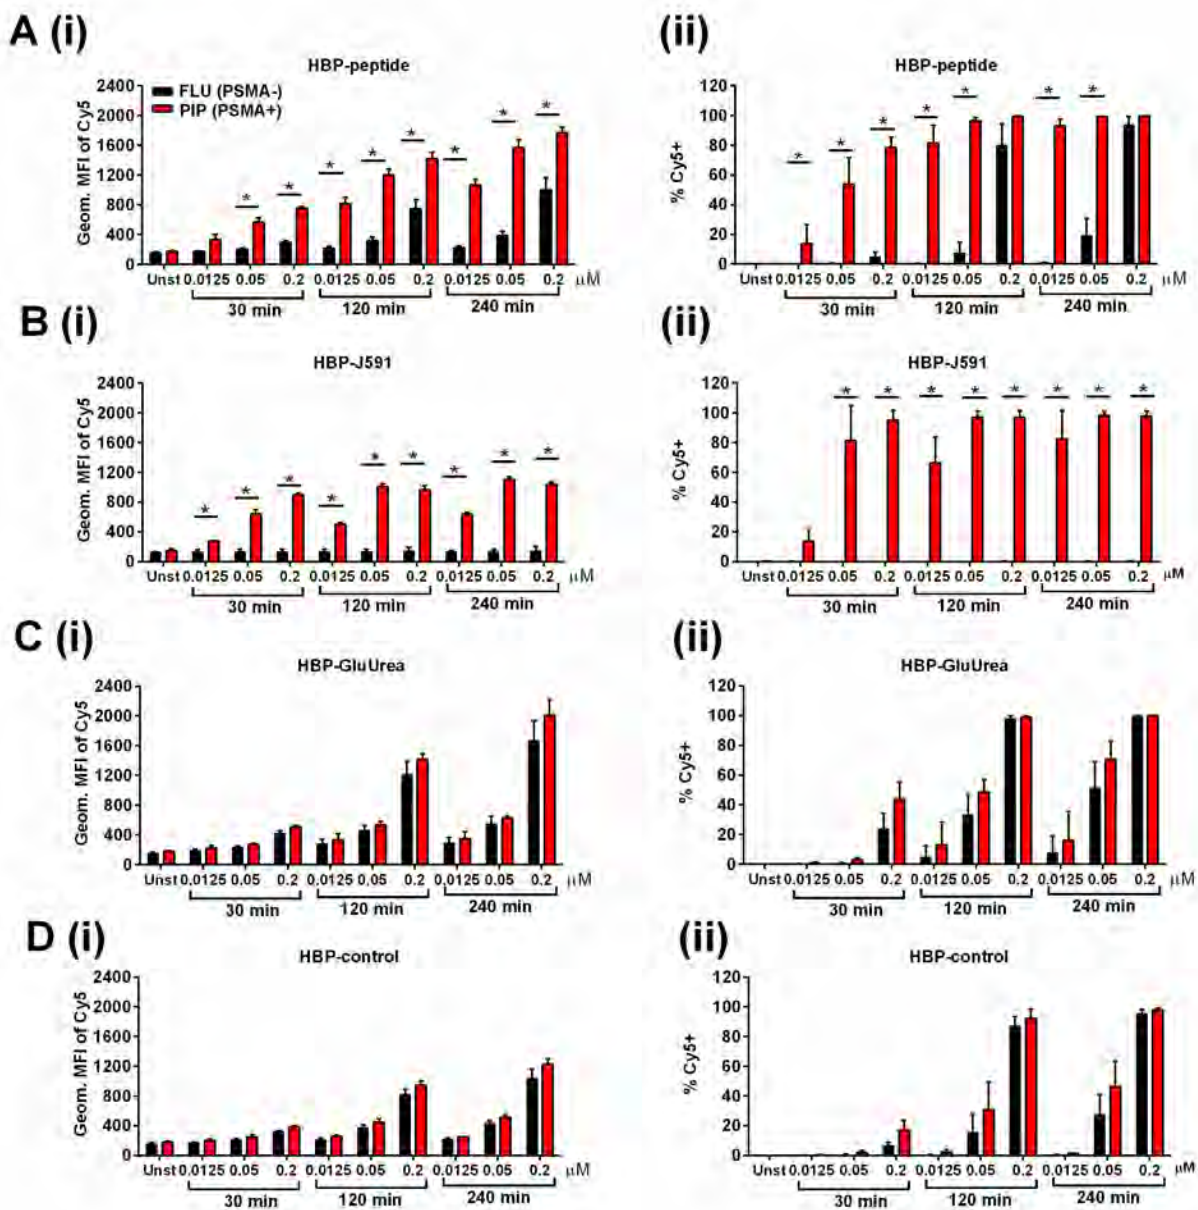 A (i)
HBP-peptide
2400
2000
1600
1200
800
400
0
Geom. MFI of Cy5
FLU (PSMA-)
PIP (PSMA+)
* * * * * * * *
Unst 0.0125 0.05 0.2 0.0125 0.05 0.2 0.0125 0.05 0.2 μM
30 min 120 min 240 min
(ii)
HBP-peptide
120
100
80
60
40
20
0
% Cy5+
* * * * * * *
Unst 0.0125 0.05 0.2 0.0125 0.05 0.2 0.0125 0.05 0.2 μM
30 min 120 min 240 min
B (i)
HBP-J591
2400
2000
1600
1200
800
400
0
Geom. MFI of Cy5
* * * * * * * * *
Unst 0.0125 0.05 0.2 0.0125 0.05 0.2 0.0125 0.05 0.2 μM
30 min 120 min 240 min
(ii)
HBP-J591
120
100
80
60
40
20
0
% Cy5+
* * * * * * * *
Unst 0.0125 0.05 0.2 0.0125 0.05 0.2 0.0125 0.05 0.2 μM
30 min 120 min 240 min
C (i)
HBP-GluUrea
2400
2000
1600
1200
800
400
0
Geom. MFI of Cy5
Unst 0.0125 0.05 0.2 0.0125 0.05 0.2 0.0125 0.05 0.2 μM
30 min 120 min 240 min
(ii)
HBP-GluUrea
120
100
80
60
40
20
0
% Cy5+
Unst 0.0125 0.05 0.2 0.0125 0.05 0.2 0.0125 0.05 0.2 μM
30 min 120 min 240 min
D (i)
HBP-control
2400
2000
1600
1200
800
400
0
Geom. MFI of Cy5
Unst 0.0125 0.05 0.2 0.0125 0.05 0.2 0.0125 0.05 0.2 μM
30 min 120 min 240 min
(ii)
HBP-control
120
100
80
60
40
20
0
% Cy5+
Unst 0.0125 0.05 0.2 0.0125 0.05 0.2 0.0125 0.05 0.2 μM
30 min 120 min 240 min